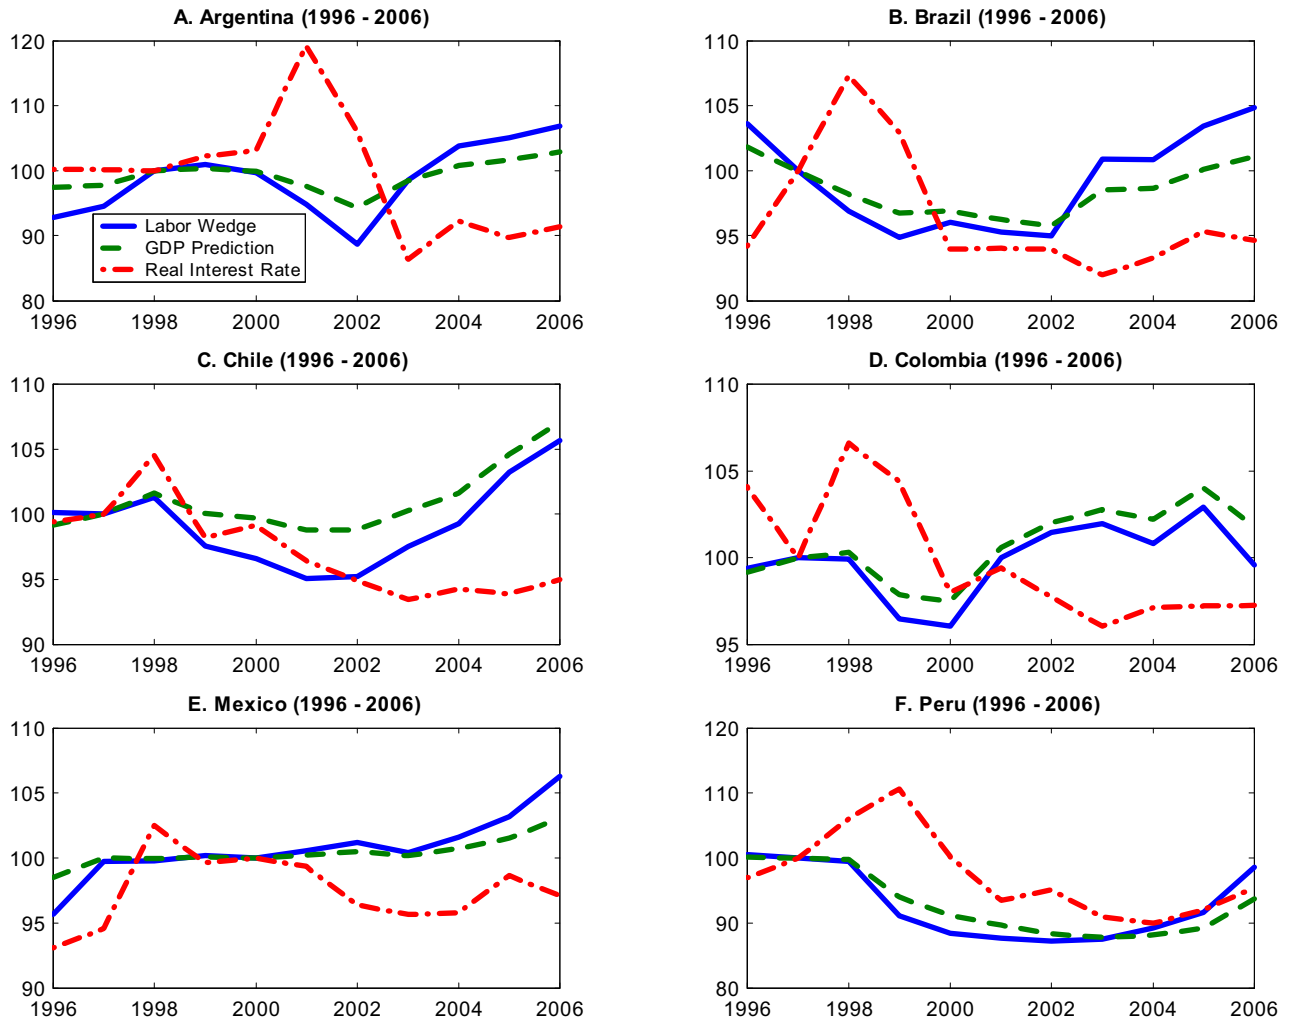 A. Argentina (1996 - 2006)
120
110
100
90
80
Labor Wedge
GDP Prediction
Real Interest Rate
1996 1998 2000 2002 2004 2006
B. Brazil (1996 - 2006)
110
105
100
95
90
1996 1998 2000 2002 2004 2006
C. Chile (1996 - 2006)
110
105
100
95
90
1996 1998 2000 2002 2004 2006
D. Colombia (1996 - 2006)
110
105
100
95
1996 1998 2000 2002 2004 2006
E. Mexico (1996 - 2006)
110
105
100
95
90
1996 1998 2000 2002 2004 2006
F. Peru (1996 - 2006)
120
110
100
90
80
1996 1998 2000 2002 2004 2006